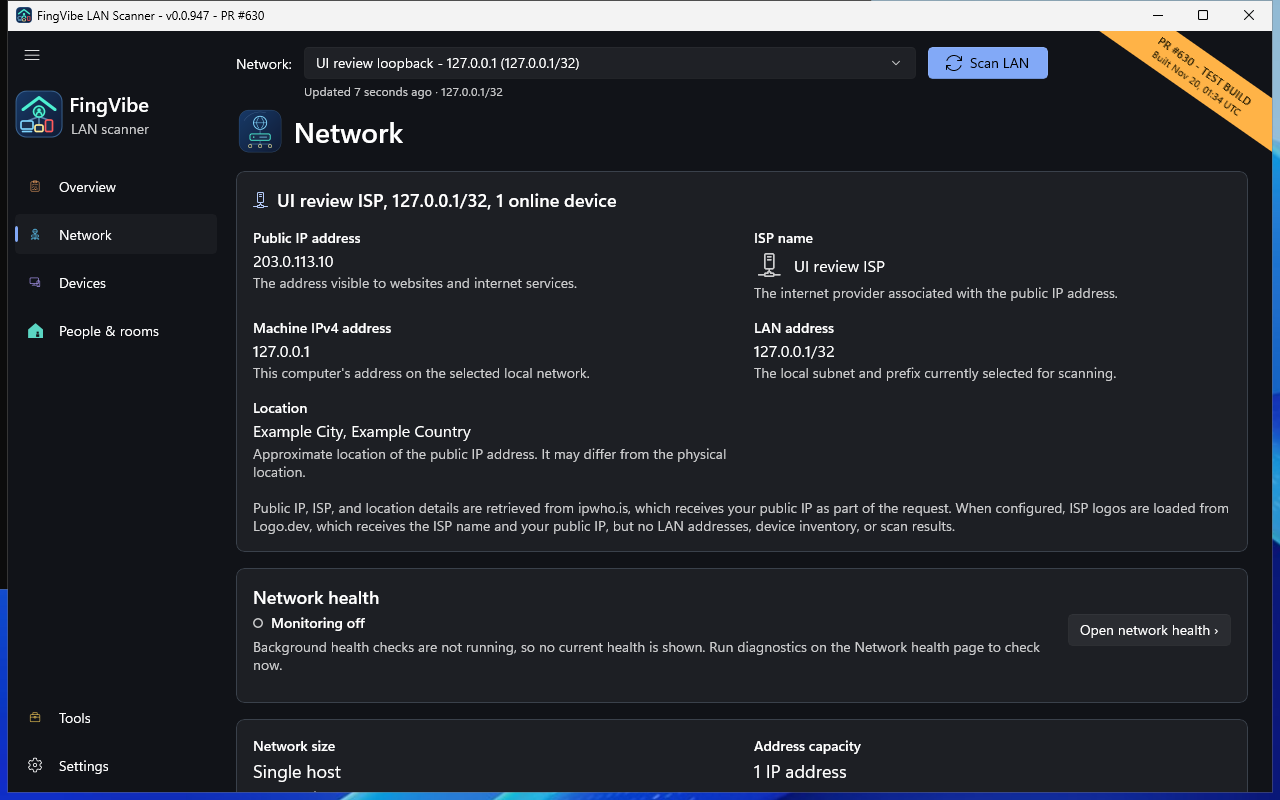 FingVibe LAN Scanner - v0.0.947 - PR #630
Network:
UI review loopback - 127.0.0.1 (127.0.0.1/32)
Scan LAN
Updated 7 seconds ago · 127.0.0.1/32
PR #630 - TEST BUILD
Built Nov 20, 01:34 UTC
FingVibe
LAN scanner
Overview
Network
Devices
People & rooms
Tools
Settings
Network
UI review ISP, 127.0.0.1/32, 1 online device
Public IP address
203.0.113.10
The address visible to websites and internet services.
ISP name
UI review ISP
The internet provider associated with the public IP address.
Machine IPv4 address
127.0.0.1
This computer's address on the selected local network.
LAN address
127.0.0.1/32
The local subnet and prefix currently selected for scanning.
Location
Example City, Example Country
Approximate location of the public IP address. It may differ from the physical
location.
Public IP, ISP, and location details are retrieved from ipwho.is, which receives your public IP as part of the request. When configured, ISP logos are loaded from
Logo.dev, which receives the ISP name and your public IP, but no LAN addresses, device inventory, or scan results.
Network health
Monitoring off
Background health checks are not running, so no current health is shown. Run diagnostics on the Network health page to check
now.
Open network health ›
Network size
Single host
Address capacity
1 IP address